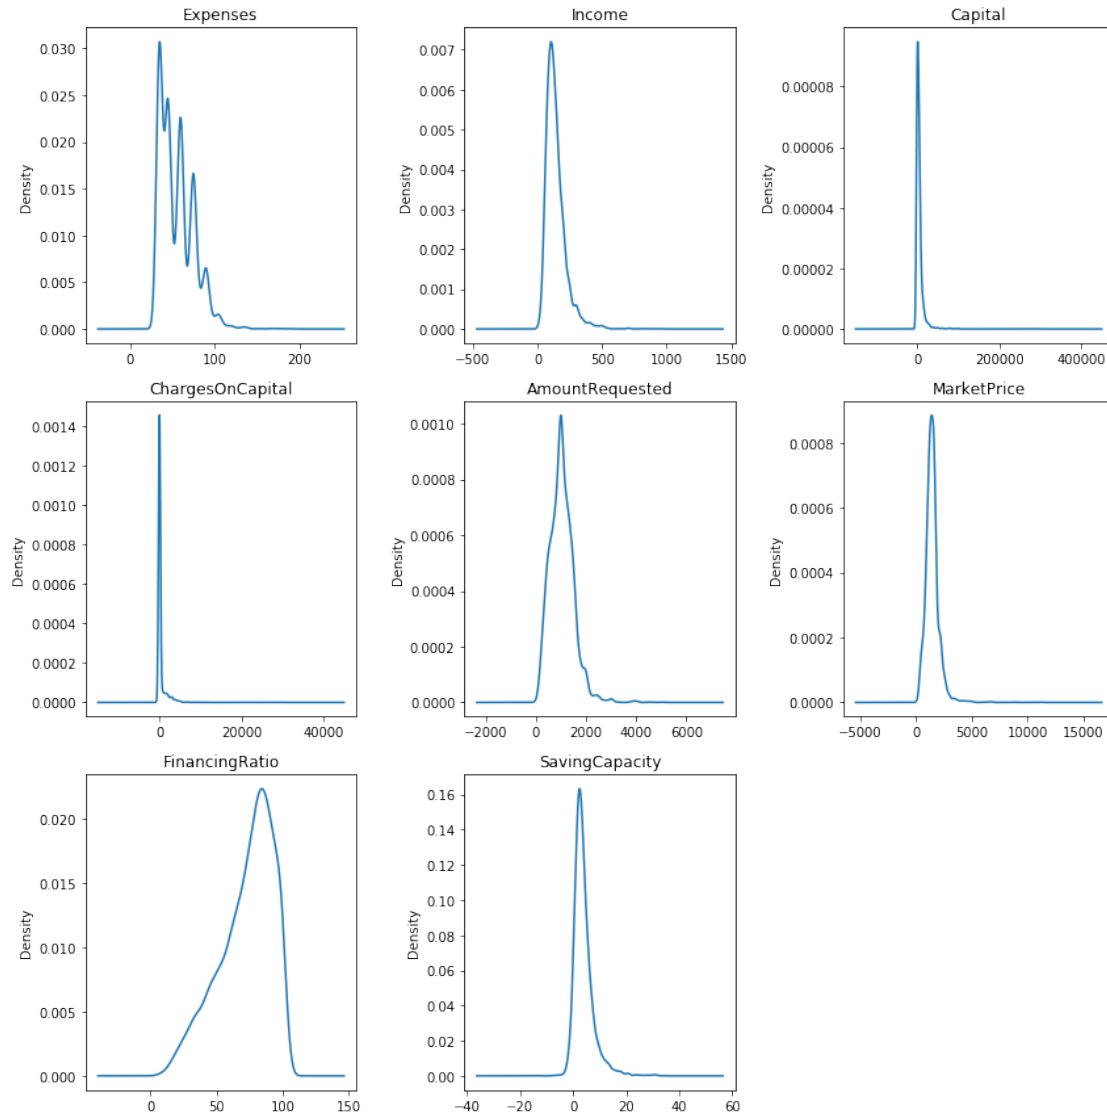 Expenses
Density
0.030
0.025
0.020
0.015
0.010
0.005
0.000
0 100 200
Income
Density
0.007
0.006
0.005
0.004
0.003
0.002
0.001
0.000
−500 0 500 1000 1500
Capital
Density
0.00008
0.00006
0.00004
0.00002
0.00000
0 200000 400000
ChargesOnCapital
Density
0.0014
0.0012
0.0010
0.0008
0.0006
0.0004
0.0002
0.0000
0 20000 40000
AmountRequested
Density
0.0010
0.0008
0.0006
0.0004
0.0002
0.0000
−2000 0 2000 4000 6000
MarketPrice
Density
0.0008
0.0006
0.0004
0.0002
0.0000
−5000 0 5000 10000 15000
FinancingRatio
Density
0.020
0.015
0.010
0.005
0.000
0 50 100 150
SavingCapacity
Density
0.16
0.14
0.12
0.10
0.08
0.06
0.04
0.02
0.00
−40 −20 0 20 40 60